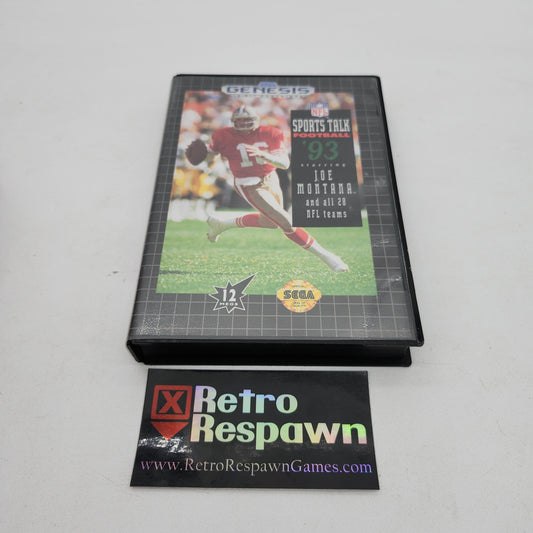 GENESIS
NFL
SPORTS TALK
FOOTBALL
'93
starring
JOE
MONTANA
and all 28
NFL teams
16
12
MEGS
SEGA
X Retro
Respawn
www.RetroRespawnGames.com